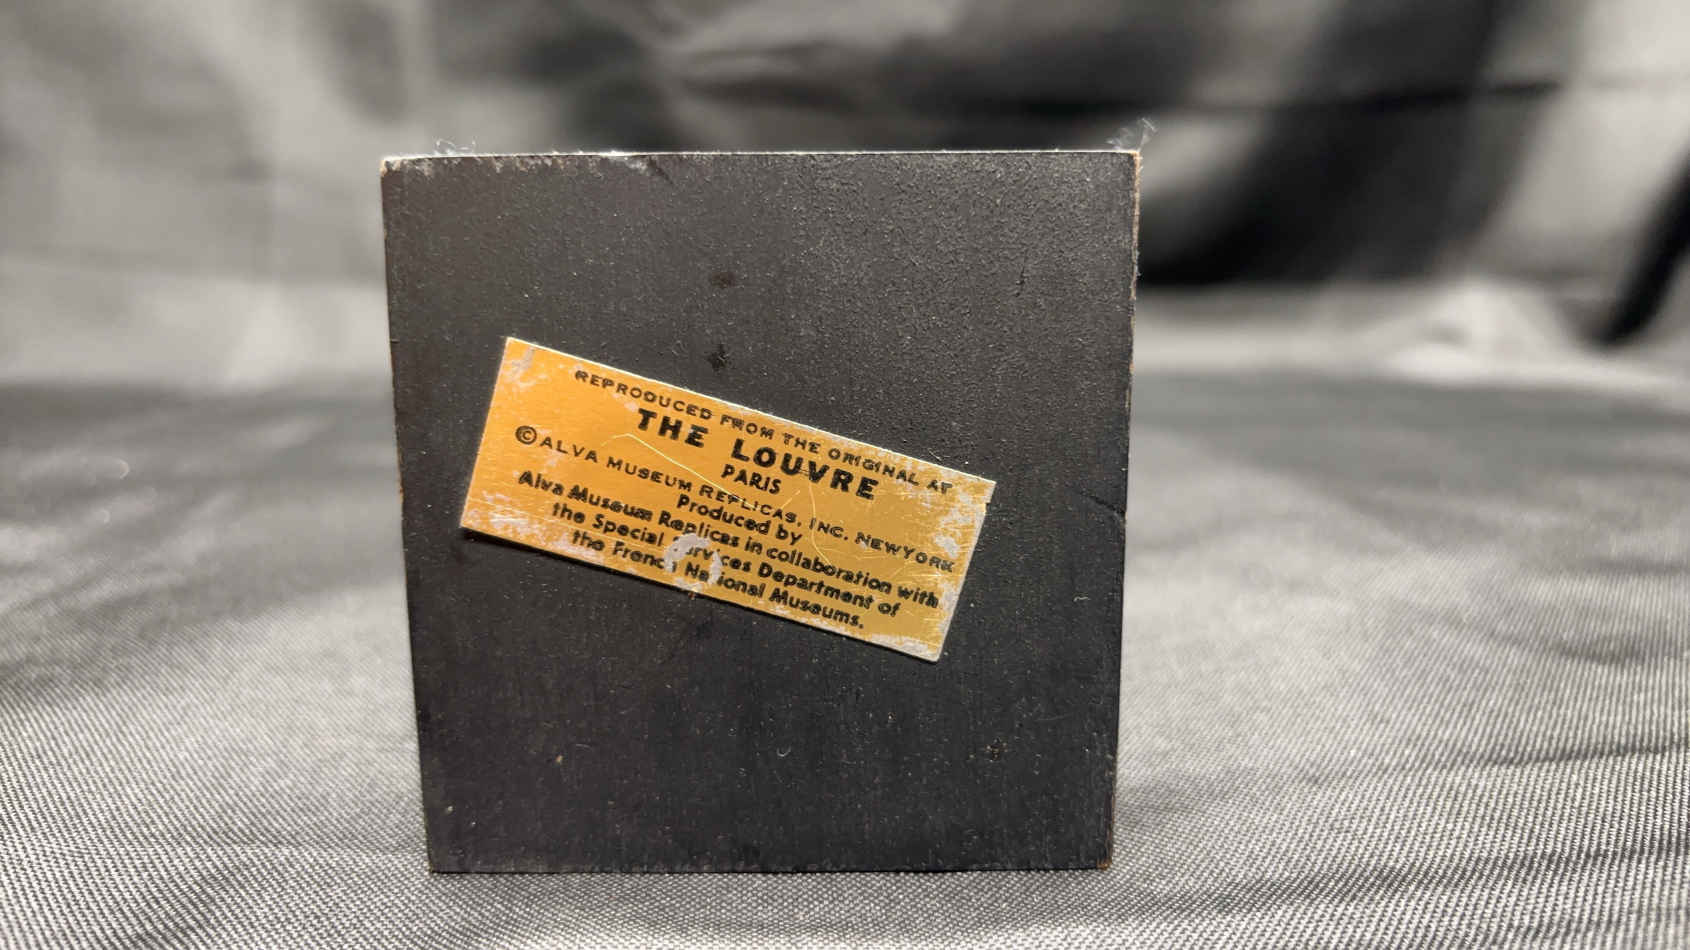 REPRODUCED FROM THE ORIGINAL AT
THE LOUVRE
PARIS
©ALVA MUSEUM REPLICAS, INC. NEWYORK
Produced by
Alva Museum Replicas in collaboration with
the Special Services Department of
the French National Museums.